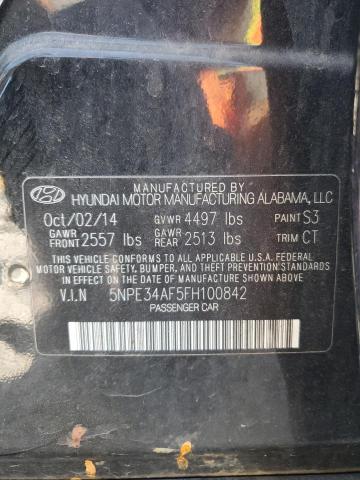 MANUFACTURED BY
HYUNDAI MOTOR MANUFACTURING ALABAMA, LLC
Oct/02/14 GVWR 4497 lbs PAINT S3
GAWR FRONT 2557 lbs GAWR REAR 2513 lbs TRIM CT
THIS VEHICLE CONFORMS TO ALL APPLICABLE U.S.A. FEDERAL
MOTOR VEHICLE SAFETY, BUMPER, AND THEFT PREVENTION
STANDARDS IN EFFECT ON THE DATE OF MANUFACTURE SHOWN ABOVE.
V.I.N 5NPE34AF5FH100842
PASSENGER CAR